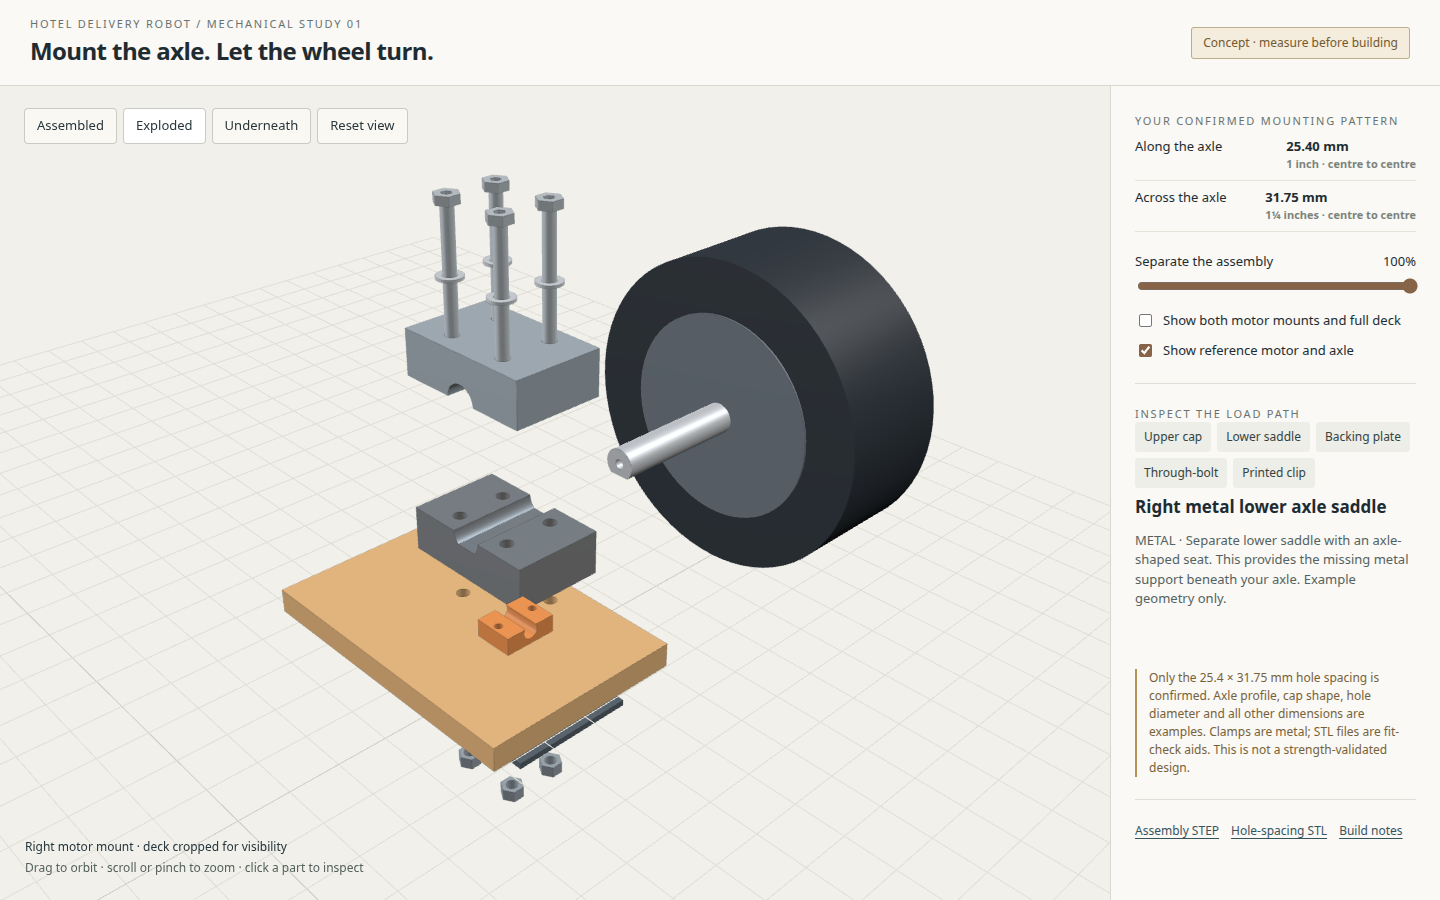 HOTEL DELIVERY ROBOT / MECHANICAL STUDY 01
Mount the axle. Let the wheel turn.
Concept · measure before building
Assembled
Exploded
Underneath
Reset view
YOUR CONFIRMED MOUNTING PATTERN
Along the axle
25.40 mm
1 inch · centre to centre
Across the axle
31.75 mm
1¼ inches · centre to centre
Separate the assembly
100%
Show both motor mounts and full deck
Show reference motor and axle
INSPECT THE LOAD PATH
Upper cap
Lower saddle
Backing plate
Through-bolt
Printed clip
Right metal lower axle saddle
METAL · Separate lower saddle with an axle-
shaped seat. This provides the missing metal
support beneath your axle. Example
geometry only.
Only the 25.4 × 31.75 mm hole spacing is
confirmed. Axle profile, cap shape, hole
diameter and all other dimensions are
examples. Clamps are metal; STL files are fit-
check aids. This is not a strength-validated
design.
Assembly STEP
Hole-spacing STL
Build notes
Right motor mount · deck cropped for visibility
Drag to orbit · scroll or pinch to zoom · click a part to inspect